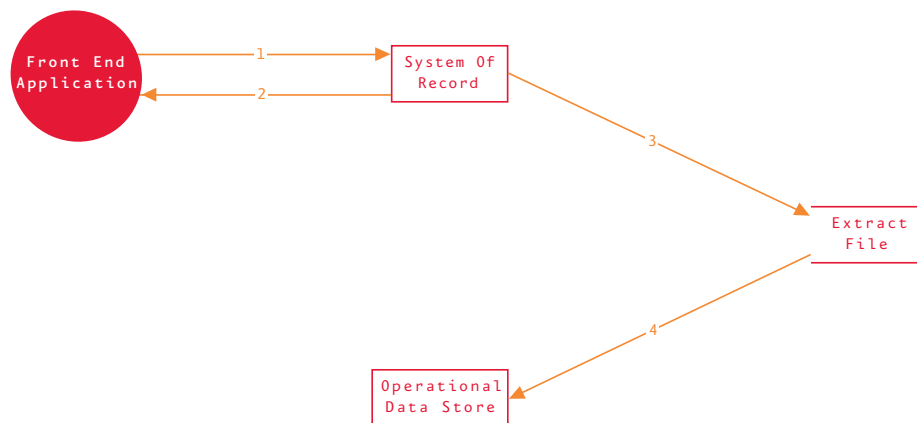 Front End
Application
1
2
System Of
Record
3
Extract
File
4
Operational
Data Store